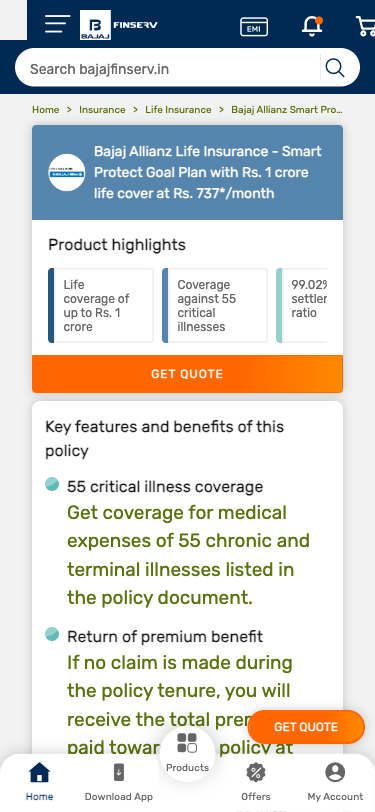 BAJAJ
FINSERV
EMI
Search bajajfinserv.in
Home > Insurance > Life Insurance > Bajaj Allianz Smart Pro...
Bajaj Allianz Life Insurance - Smart
Protect Goal Plan with Rs. 1 crore
life cover at Rs. 737*/month
Product highlights
Life
coverage of
up to Rs. 1
crore
Coverage
against 55
critical
illnesses
99.02%
ratio
GET QUOTE
Key features and benefits of this
policy
55 critical illness coverage
Get coverage for medical
expenses of 55 chronic and
terminal illnesses listed in
the policy document.
Return of premium benefit
If no claim is made during
the policy tenure, you will
receive the total
paid policy at
GET QUOTE
Home
Download App
Products
Offers
My Account